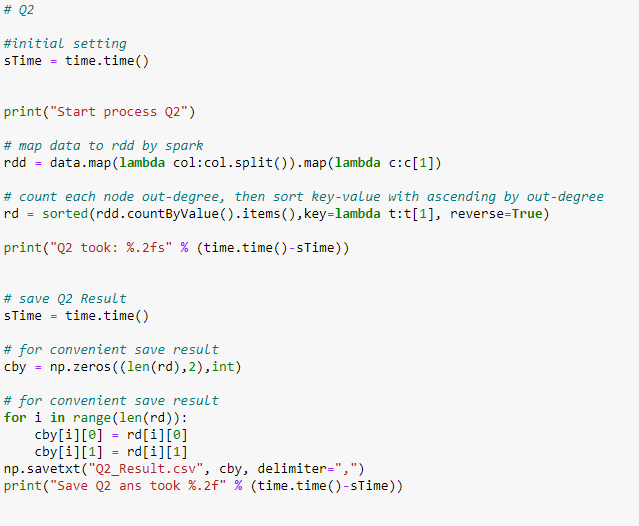 # Q2
#initial setting
sTime = time.time()
print("Start process Q2")
# map data to rdd by spark
rdd = data.map(lambda col:col.split()).map(lambda c:c[1])
# count each node out-degree, then sort key-value with ascending by out-degree
rd = sorted(rdd.countByValue().items(),key=lambda t:t[1], reverse=True)
print("Q2 took: %.2fs" % (time.time()-sTime))
# save Q2 Result
sTime = time.time()
# for convenient save result
cby = np.zeros((len(rd),2),int)
# for convenient save result
for i in range(len(rd)):
    cby[i][0] = rd[i][0]
    cby[i][1] = rd[i][1]
np.savetxt("Q2_Result.csv", cby, delimiter=",")
print("Save Q2 ans took %.2f" % (time.time()-sTime))